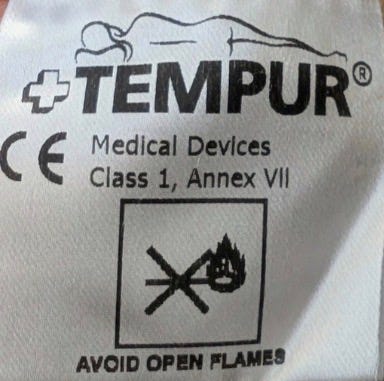 TEMPUR®
CE Medical Devices
Class 1, Annex VII
AVOID OPEN FLAMES